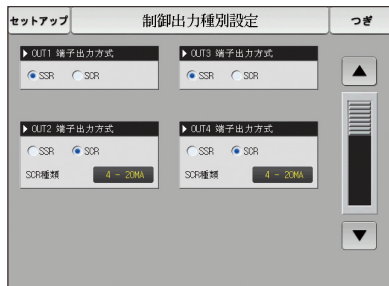 セットアップ 制御出力種別設定 つぎ
▶ OUT1 端子出力方式
SSR SCR
▶ OUT3 端子出力方式
SSR SCR
▶ OUT2 端子出力方式
SSR SCR
SCR種類 4 - 20MA
▶ OUT4 端子出力方式
SSR SCR
SCR種類 4 - 20MA